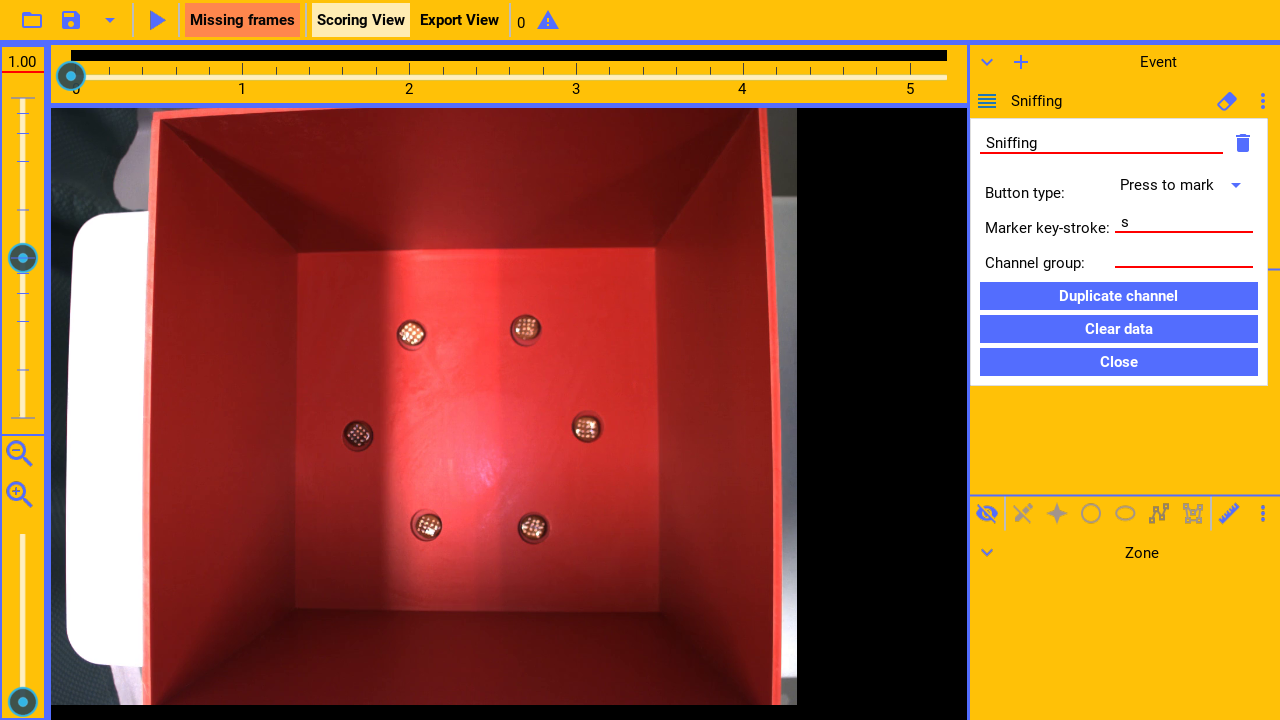 Missing frames Scoring View Export View 0
1.00
0 1 2 3 4 5
Event
Sniffing
Sniffing
Button type: Press to mark
Marker key-stroke: s
Channel group:
Duplicate channel
Clear data
Close
Zone